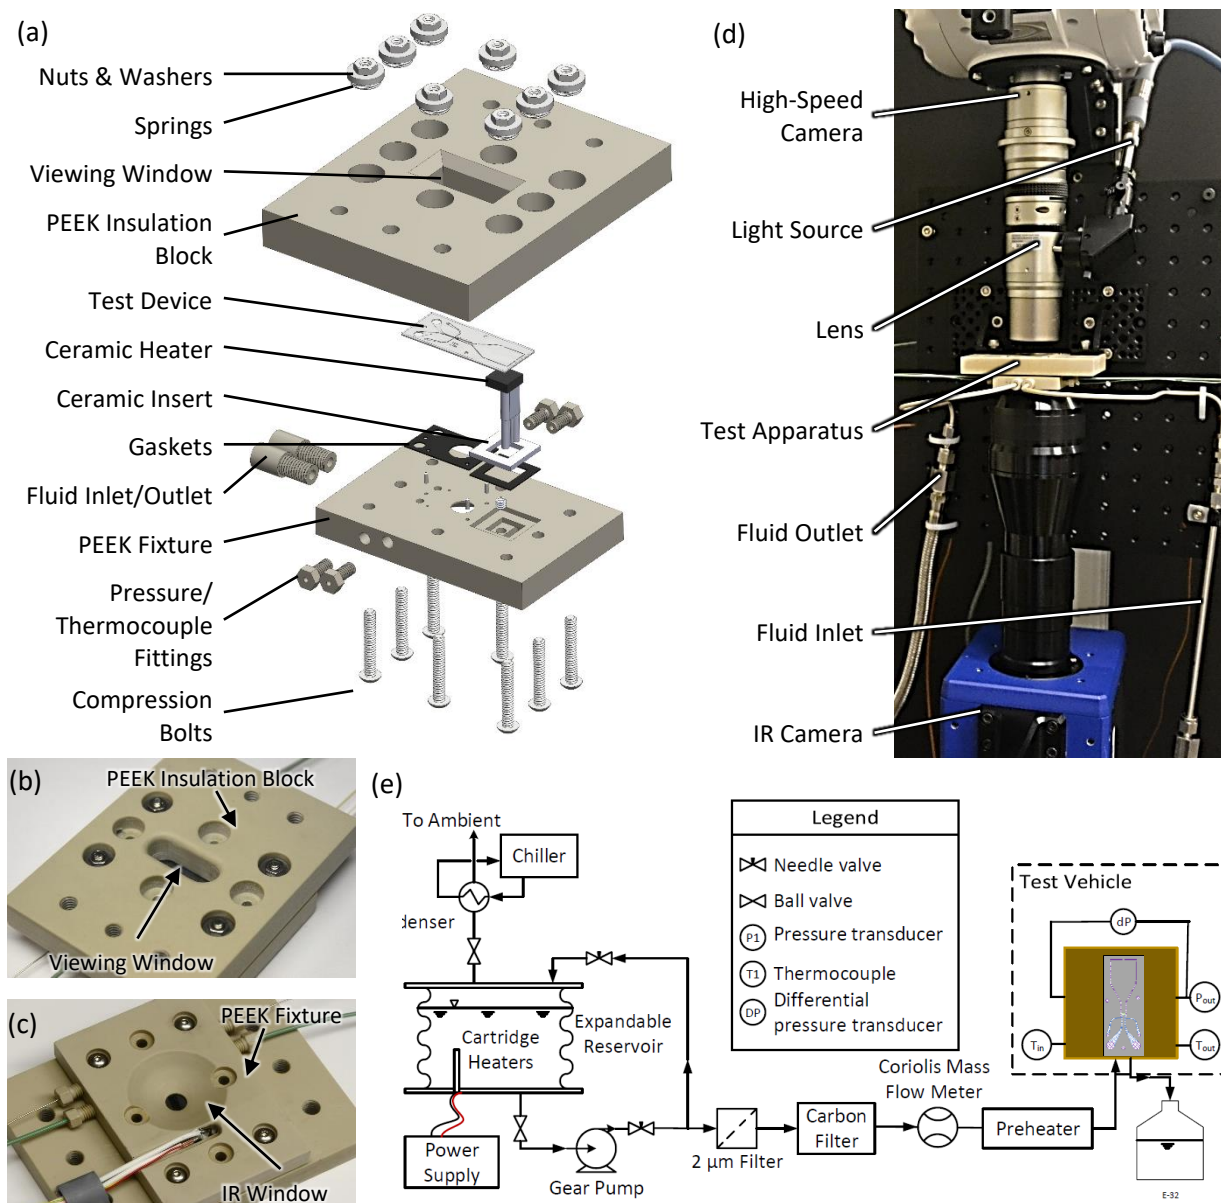 (a)
Nuts & Washers
Springs
Viewing Window
PEEK Insulation
Block
Test Device
Ceramic Heater
Ceramic Insert
Gaskets
Fluid Inlet/Outlet
PEEK Fixture
Pressure/
Thermocouple
Fittings
Compression
Bolts
(d)
High-Speed
Camera
Light Source
Lens
Test Apparatus
Fluid Outlet
Fluid Inlet
IR Camera
(b)
PEEK Insulation Block
Viewing Window
(c)
PEEK Fixture
IR Window
(e)
To Ambient
Chiller
denser
Cartridge
Heaters
Expandable
Reservoir
Power
Supply
Gear Pump
2 µm Filter
Carbon
Filter
Coriolis Mass
Flow Meter
Preheater
Legend
Needle valve
Ball valve
P1 Pressure transducer
T1 Thermocouple
DP Differential
pressure transducer
Test Vehicle
dP
Pout
Tin
Tout
E-32